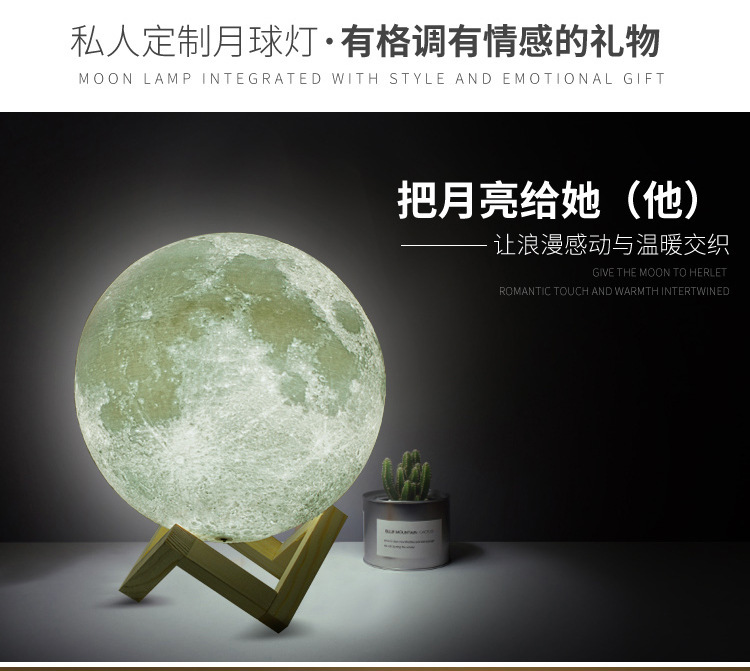 私人定制月球灯·有格调有情感的礼物
MOON LAMP INTEGRATED WITH STYLE AND EMOTIONAL GIFT
把月亮给她（他）
让浪漫感动与温暖交织
GIVE THE MOON TO HERLET
ROMANTIC TOUCH AND WARMTH INTERTWINED
BLUE MOUNTAIN